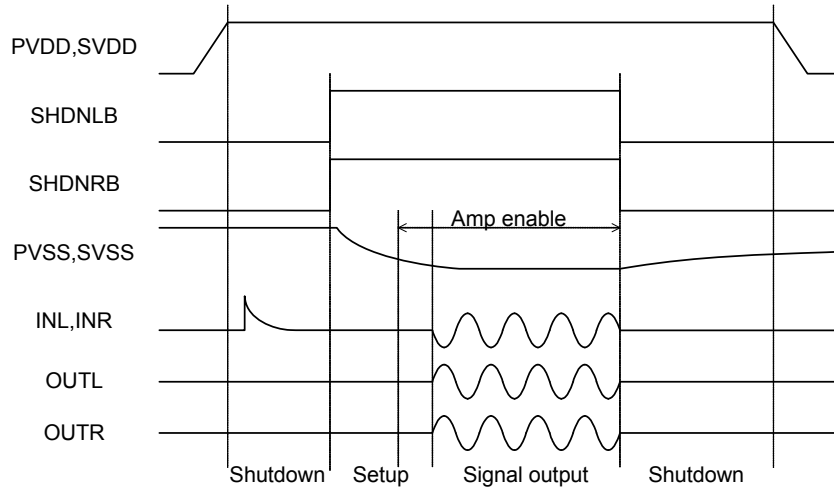 PVDD,SVDD
SHDNLB
SHDNRB
Amp enable
PVSS,SVSS
INL,INR
OUTL
OUTR
Shutdown Setup Signal output Shutdown